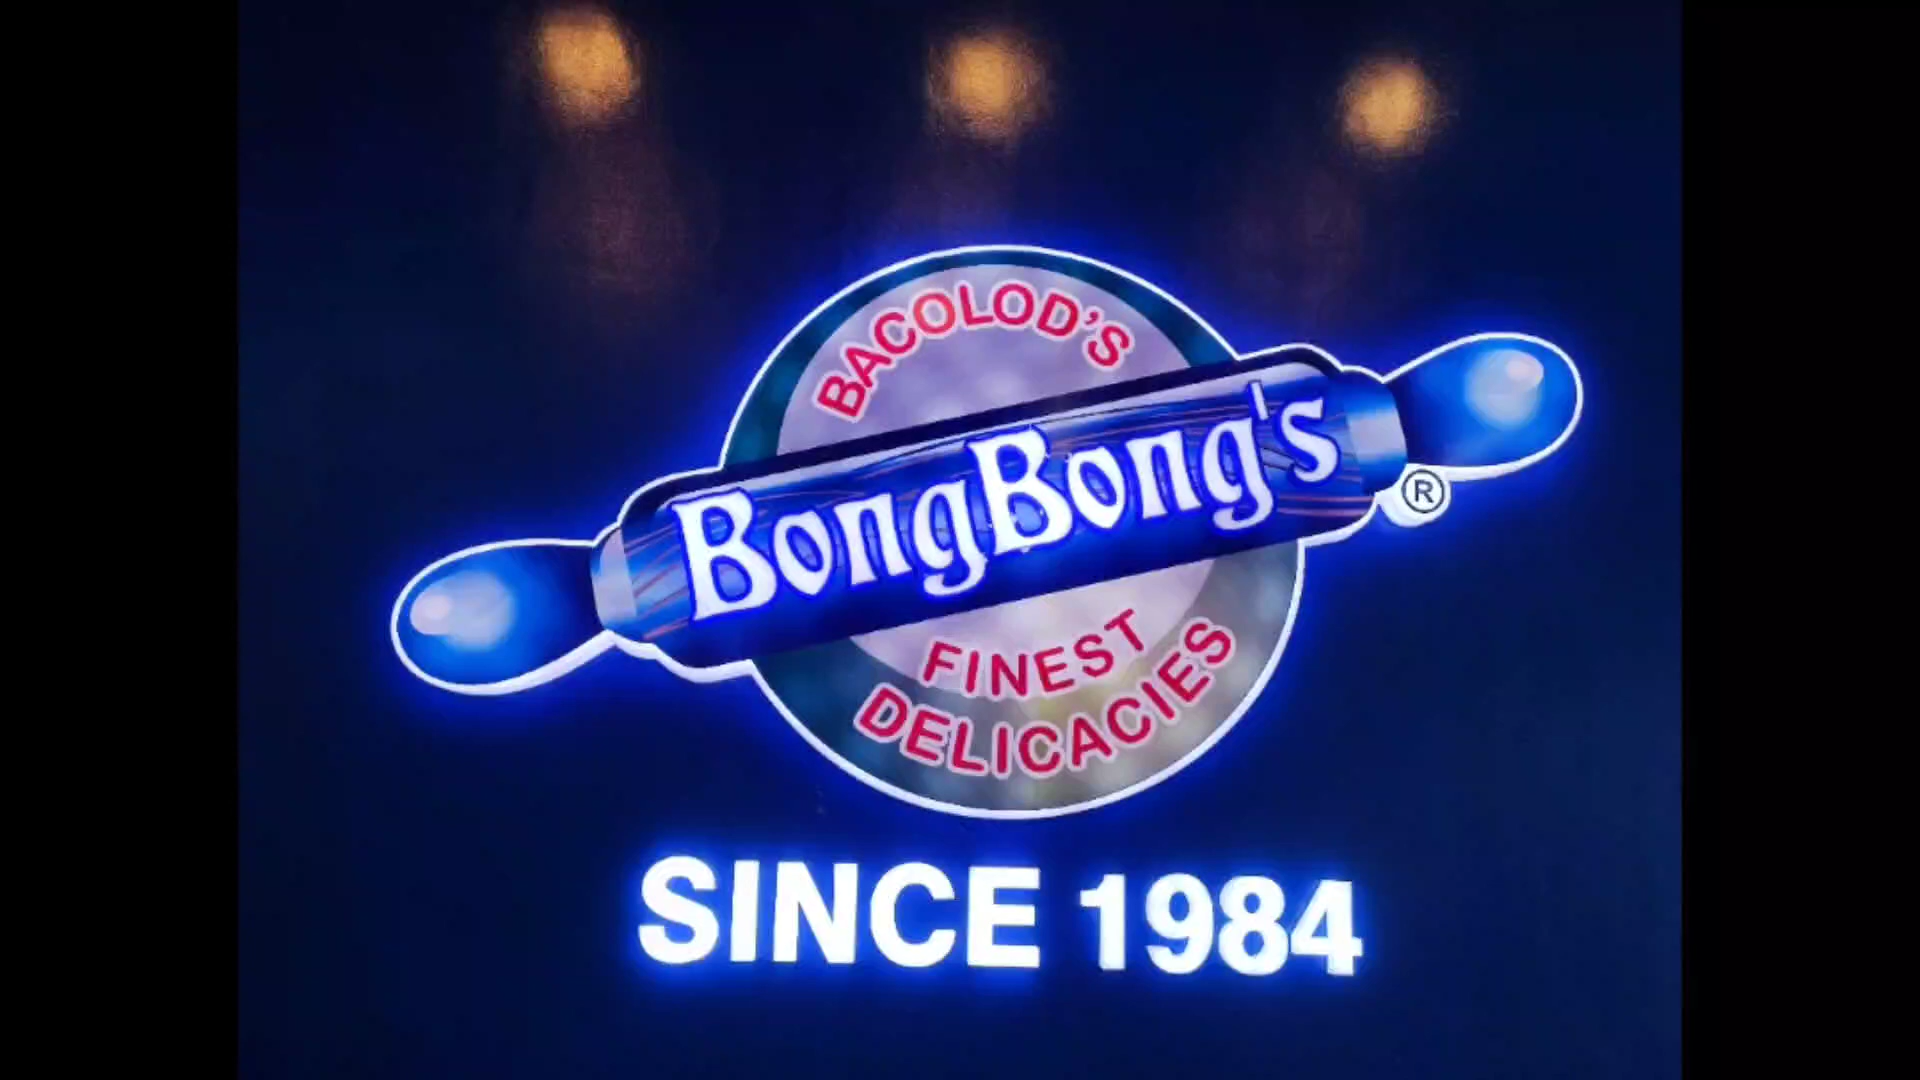 BACOLOD'S
BongBong's ®
FINEST
DELICACIES
SINCE 1984